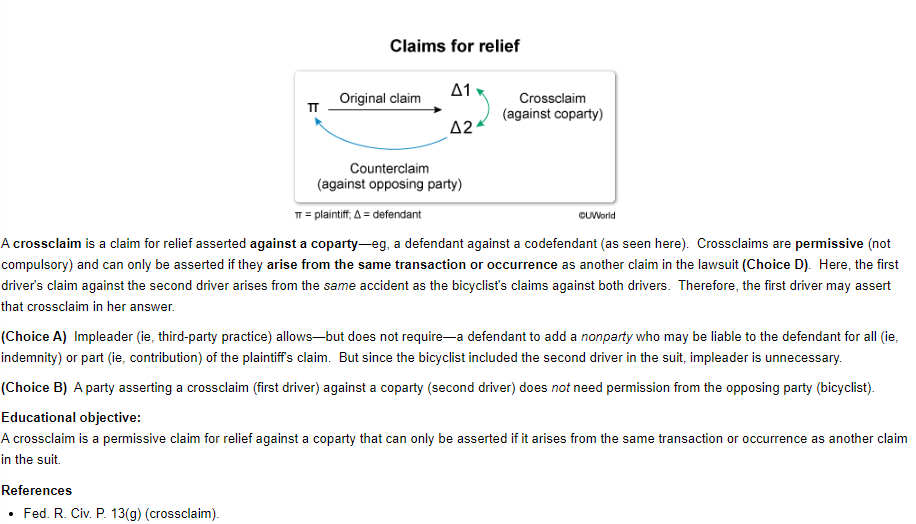 Claims for relief
π
Original claim
Δ1
Δ2
Crossclaim
(against coparty)
Counterclaim
(against opposing party)
π = plaintiff; Δ = defendant
©UWorld
A crossclaim is a claim for relief asserted against a coparty—eg, a defendant against a codefendant (as seen here).  Crossclaims are permissive (not
compulsory) and can only be asserted if they arise from the same transaction or occurrence as another claim in the lawsuit (Choice D).  Here, the first
driver's claim against the second driver arises from the same accident as the bicyclist's claims against both drivers.  Therefore, the first driver may assert
that crossclaim in her answer.
(Choice A)  Impleader (ie, third-party practice) allows—but does not require—a defendant to add a nonparty who may be liable to the defendant for all (ie,
indemnity) or part (ie, contribution) of the plaintiff's claim.  But since the bicyclist included the second driver in the suit, impleader is unnecessary.
(Choice B)  A party asserting a crossclaim (first driver) against a coparty (second driver) does not need permission from the opposing party (bicyclist).
Educational objective:
A crossclaim is a permissive claim for relief against a coparty that can only be asserted if it arises from the same transaction or occurrence as another claim
in the suit.
References
• Fed. R. Civ. P. 13(g) (crossclaim).